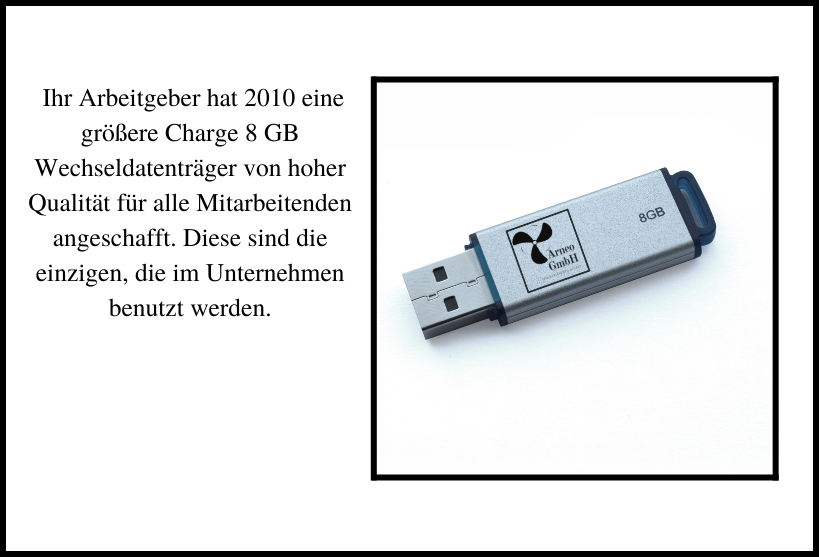 Ihr Arbeitgeber hat 2010 eine
größere Charge 8 GB
Wechseldatenträger von hoher
Qualität für alle Mitarbeitenden
angeschafft. Diese sind die
einzigen, die im Unternehmen
benutzt werden.
8GB
Arneo
GmbH